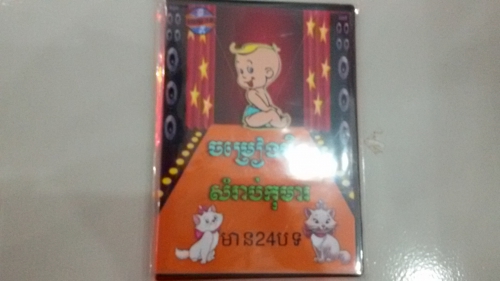 ចម្រៀង
សំរាប់កុមារ
មាន24បទ